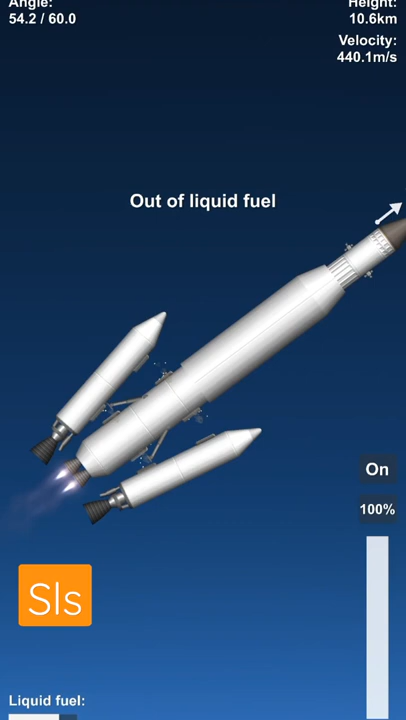 Angle:
54.2 / 60.0
Height:
10.6km
Velocity:
440.1m/s
Out of liquid fuel
On
100%
Sls
Liquid fuel: